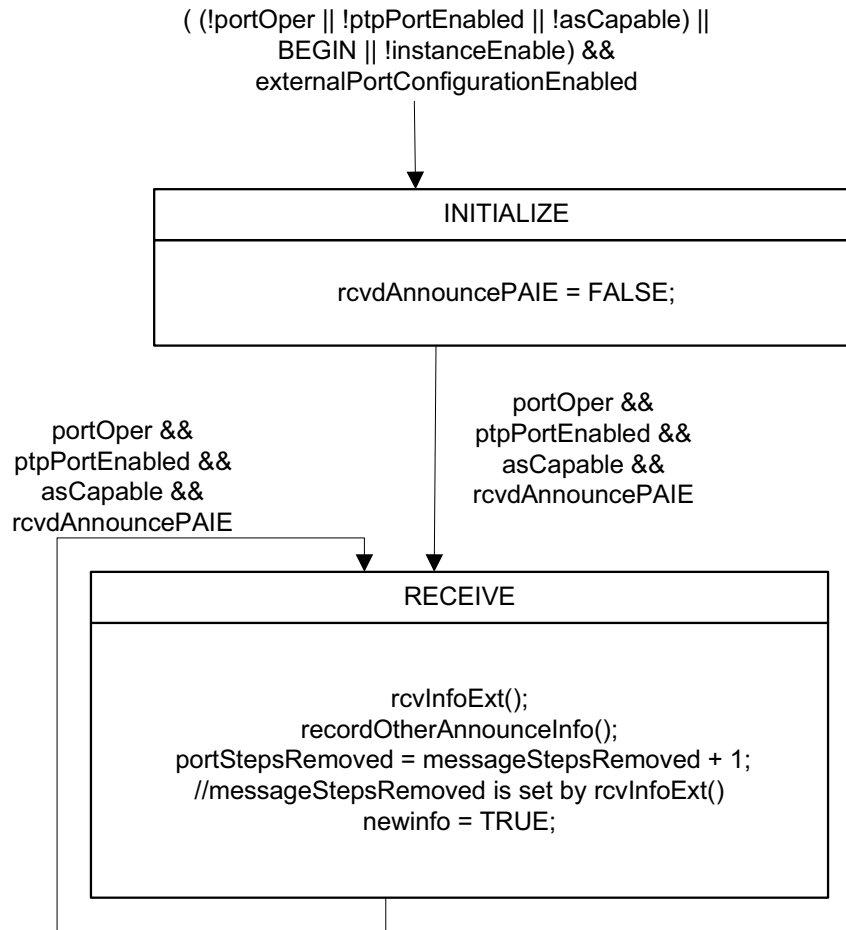 ( (!portOper || !ptpPortEnabled || !asCapable) ||
BEGIN || !instanceEnable) &&
externalPortConfigurationEnabled
INITIALIZE
rcvdAnnouncePAIE = FALSE;
portOper &&
ptpPortEnabled &&
asCapable &&
rcvdAnnouncePAIE
portOper &&
ptpPortEnabled &&
asCapable &&
rcvdAnnouncePAIE
RECEIVE
rcvInfoExt();
recordOtherAnnounceInfo();
portStepsRemoved = messageStepsRemoved + 1;
//messageStepsRemoved is set by rcvInfoExt()
newinfo = TRUE;